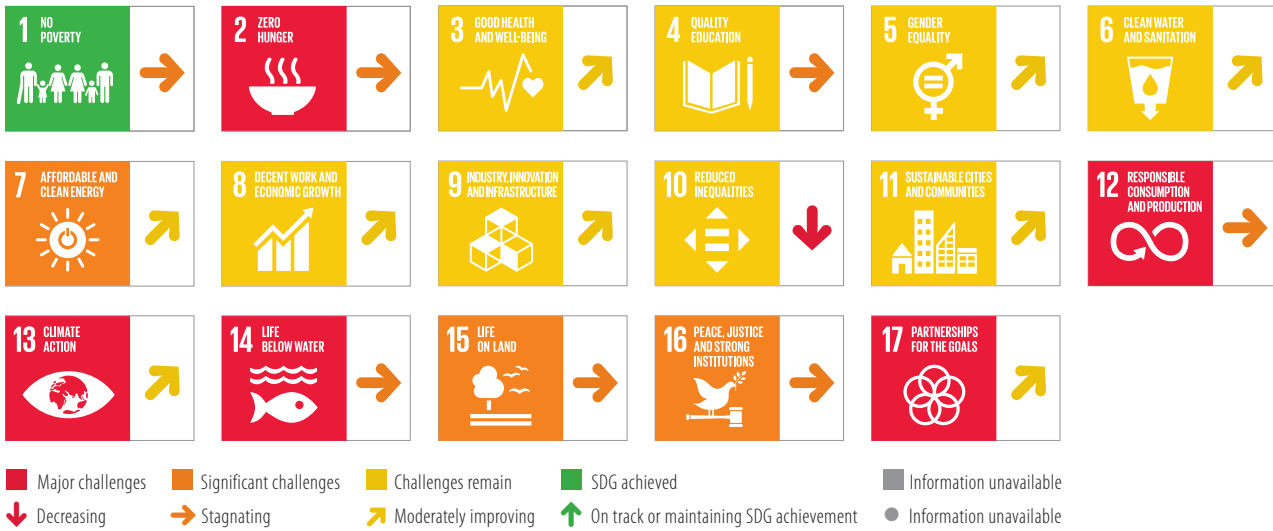 1 NO
POVERTY
2 ZERO
HUNGER
3 GOOD HEALTH
AND WELL-BEING
4 QUALITY
EDUCATION
5 GENDER
EQUALITY
6 CLEAN WATER
AND SANITATION
7 AFFORDABLE AND
CLEAN ENERGY
8 DECENT WORK AND
ECONOMIC GROWTH
9 INDUSTRY, INNOVATION
AND INFRASTRUCTURE
10 REDUCED
INEQUALITIES
11 SUSTAINABLE CITIES
AND COMMUNITIES
12 RESPONSIBLE
CONSUMPTION
AND PRODUCTION
13 CLIMATE
ACTION
14 LIFE
BELOW WATER
15 LIFE
ON LAND
16 PEACE, JUSTICE
AND STRONG
INSTITUTIONS
17 PARTNERSHIPS
FOR THE GOALS
Major challenges Significant challenges Challenges remain SDG achieved Information unavailable
Decreasing Stagnating Moderately improving On track or maintaining SDG achievement Information unavailable